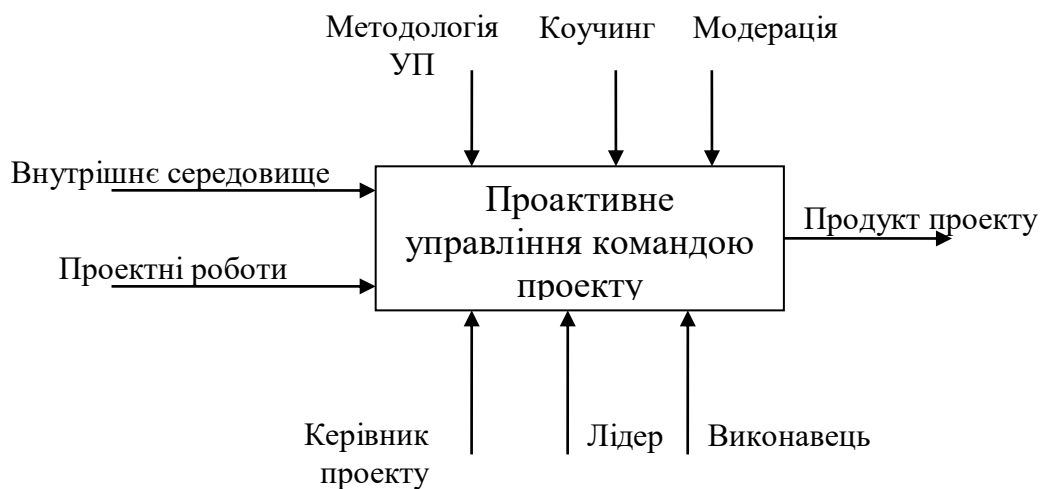 Методологія УП
Коучинг
Модерація
Внутрішнє середовище
Проектні роботи
Проактивне
управління командою
проекту
Продукт проекту
Керівник
проекту
Лідер
Виконавець